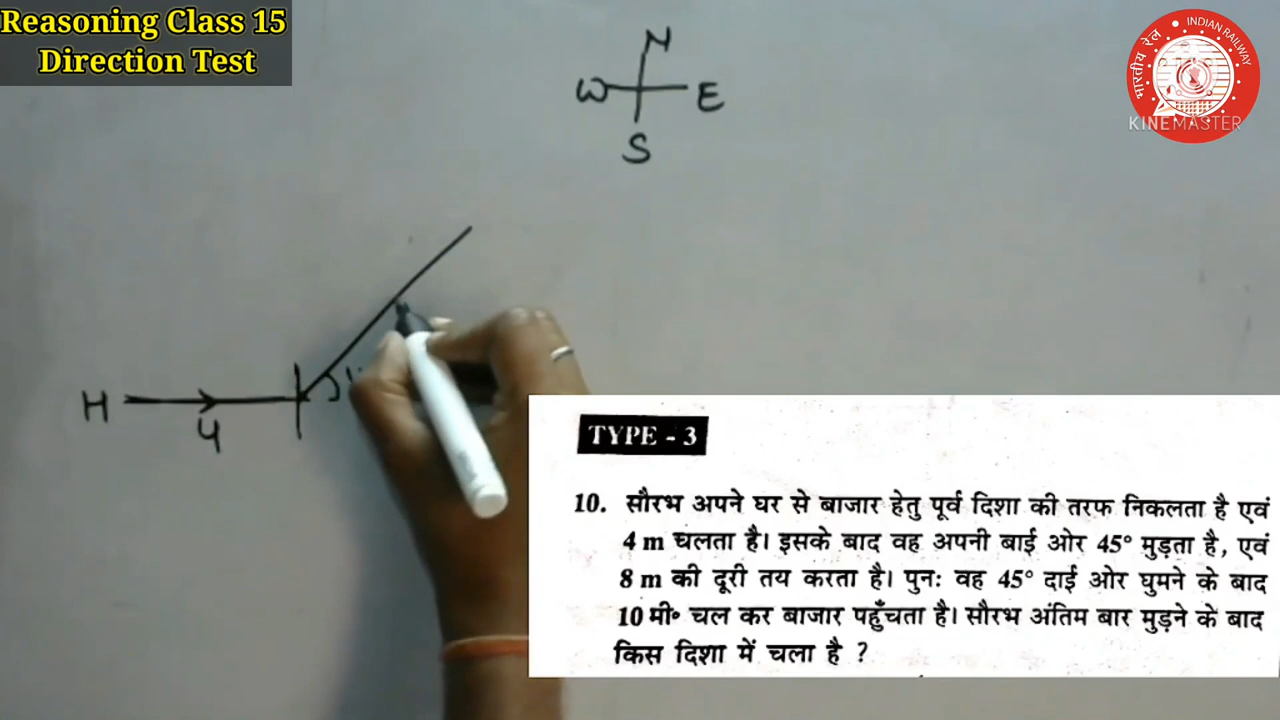 Reasoning Class 15
Direction Test
N
W
E
S
भारतीय रेल
INDIAN RAILWAY
KINEMASTER
H
4
TYPE - 3
10. सौरभ अपने घर से बाजार हेतु पूर्व दिशा की तरफ निकलता है एवं
4 m चलता है। इसके बाद वह अपनी बाई ओर 45° मुड़ता है, एवं
8 m की दूरी तय करता है। पुनः वह 45° दाई ओर घुमने के बाद
10 मी॰ चल कर बाजार पहुँचता है। सौरभ अंतिम बार मुड़ने के बाद
किस दिशा में चला है ?